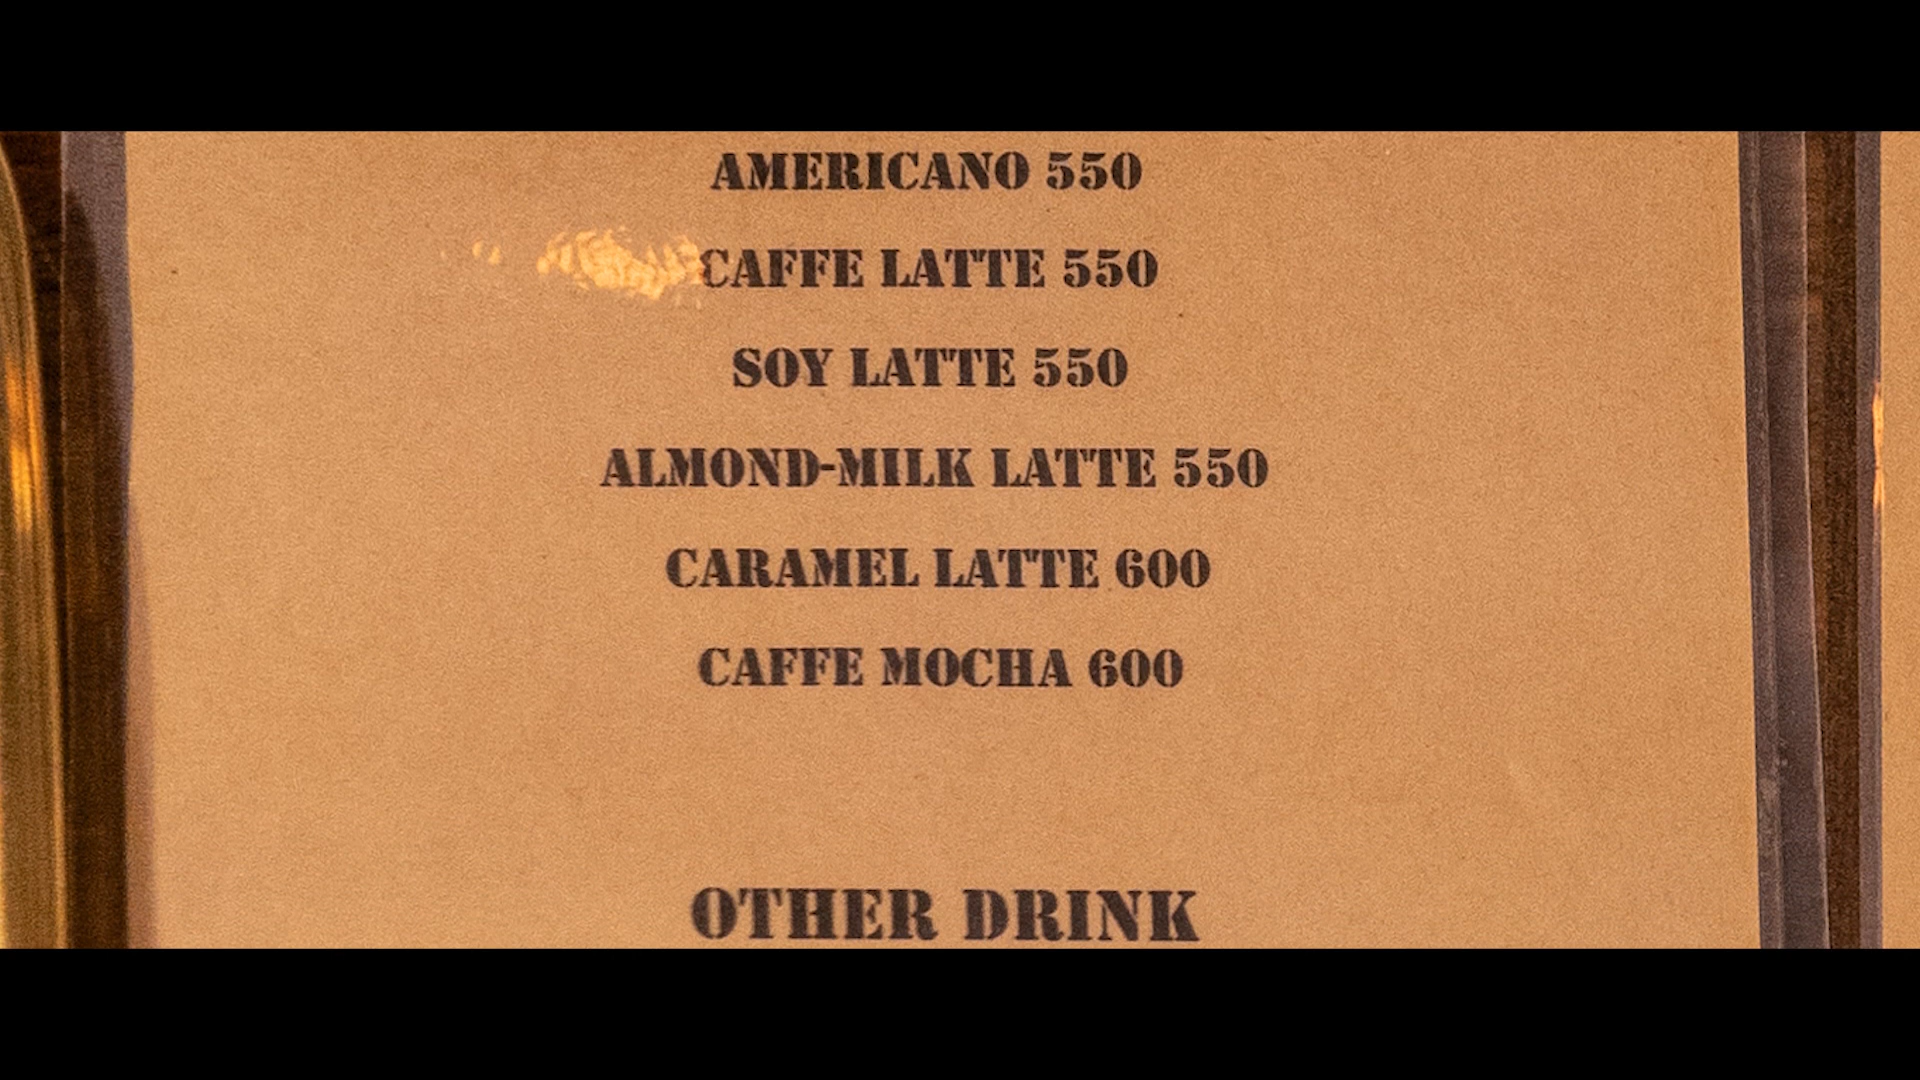 AMERICANO 550
CAFFE LATTE 550
SOY LATTE 550
ALMOND-MILK LATTE 550
CARAMEL LATTE 600
CAFFE MOCHA 600
OTHER DRINK